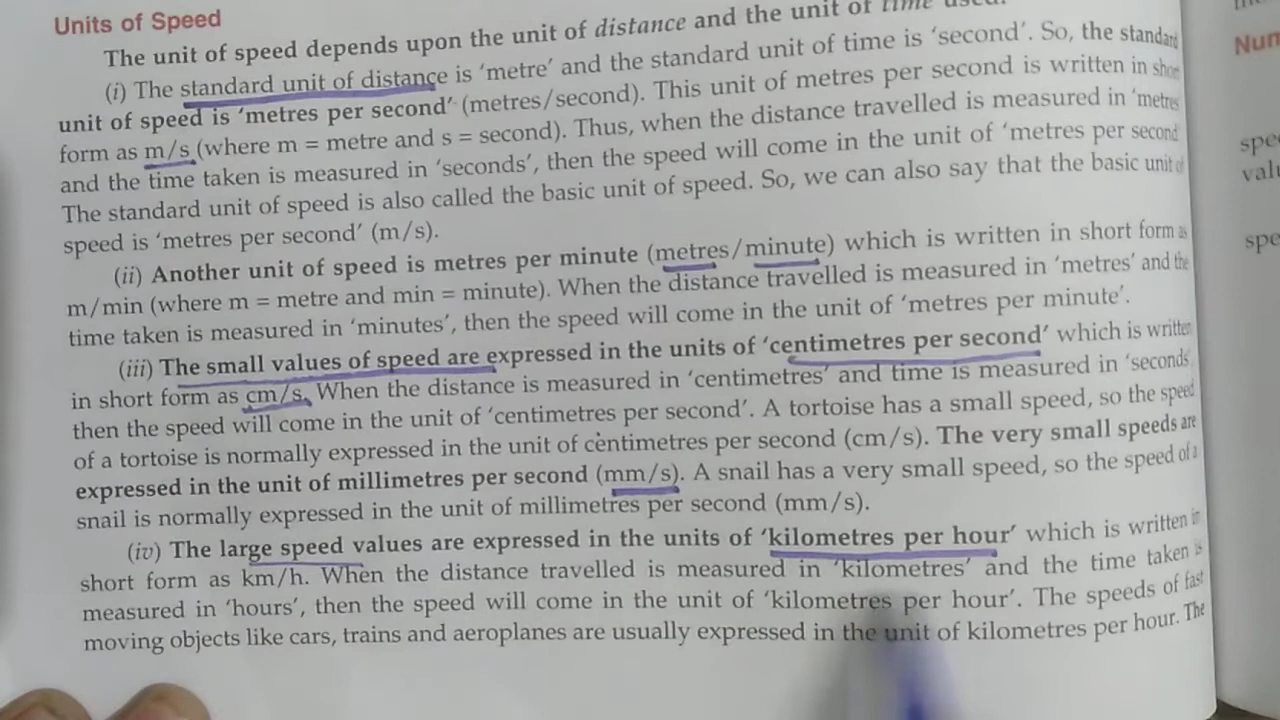 Units of Speed
The unit of speed depends upon the unit of distance and the unit of time used.
(i) The standard unit of distance is ‘metre’ and the standard unit of time is ‘second’. So, the standard
unit of speed is ‘metres per second’ (metres/second). This unit of metres per second is written in short
form as m/s (where m = metre and s = second). Thus, when the distance travelled is measured in ‘metres
and the time taken is measured in ‘seconds’, then the speed will come in the unit of ‘metres per second
The standard unit of speed is also called the basic unit of speed. So, we can also say that the basic unit of
speed is ‘metres per second’ (m/s).
(ii) Another unit of speed is metres per minute (metres/minute) which is written in short form as
m/min (where m = metre and min = minute). When the distance travelled is measured in ‘metres’ and the
time taken is measured in ‘minutes’, then the speed will come in the unit of ‘metres per minute’.
(iii) The small values of speed are expressed in the units of ‘centimetres per second’ which is written
in short form as cm/s. When the distance is measured in ‘centimetres’ and time is measured in ‘seconds
then the speed will come in the unit of ‘centimetres per second’. A tortoise has a small speed, so the speed
of a tortoise is normally expressed in the unit of centimetres per second (cm/s). The very small speeds are
expressed in the unit of millimetres per second (mm/s). A snail has a very small speed, so the speed of a
snail is normally expressed in the unit of millimetres per second (mm/s).
(iv) The large speed values are expressed in the units of ‘kilometres per hour’ which is written in
short form as km/h. When the distance travelled is measured in ‘kilometres’ and the time taken is
measured in ‘hours’, then the speed will come in the unit of ‘kilometres per hour’. The speeds of fast
moving objects like cars, trains and aeroplanes are usually expressed in the unit of kilometres per hour. The
Num
spe
valu
spe